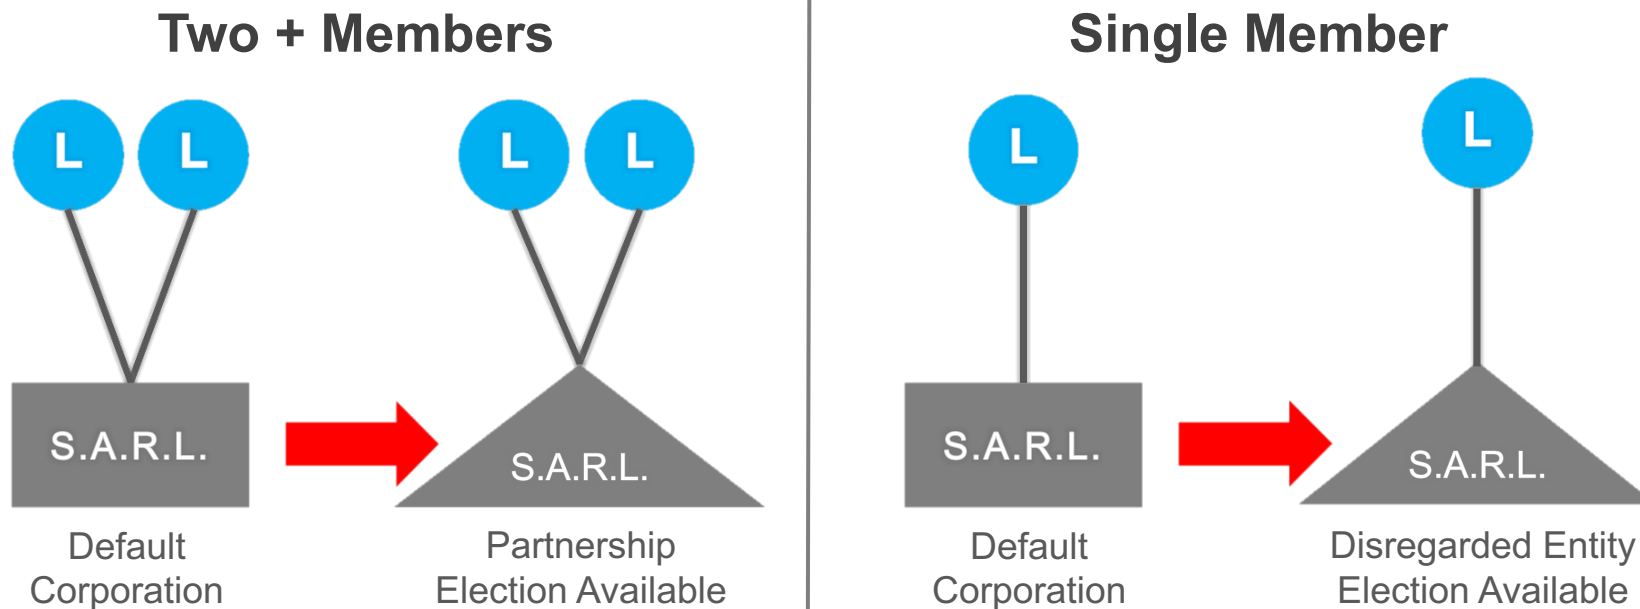 Two + Members
L L
L L
S.A.R.L.
S.A.R.L.
Default
Corporation
Partnership
Election Available
Single Member
L
L
S.A.R.L.
S.A.R.L.
Default
Corporation
Disregarded Entity
Election Available